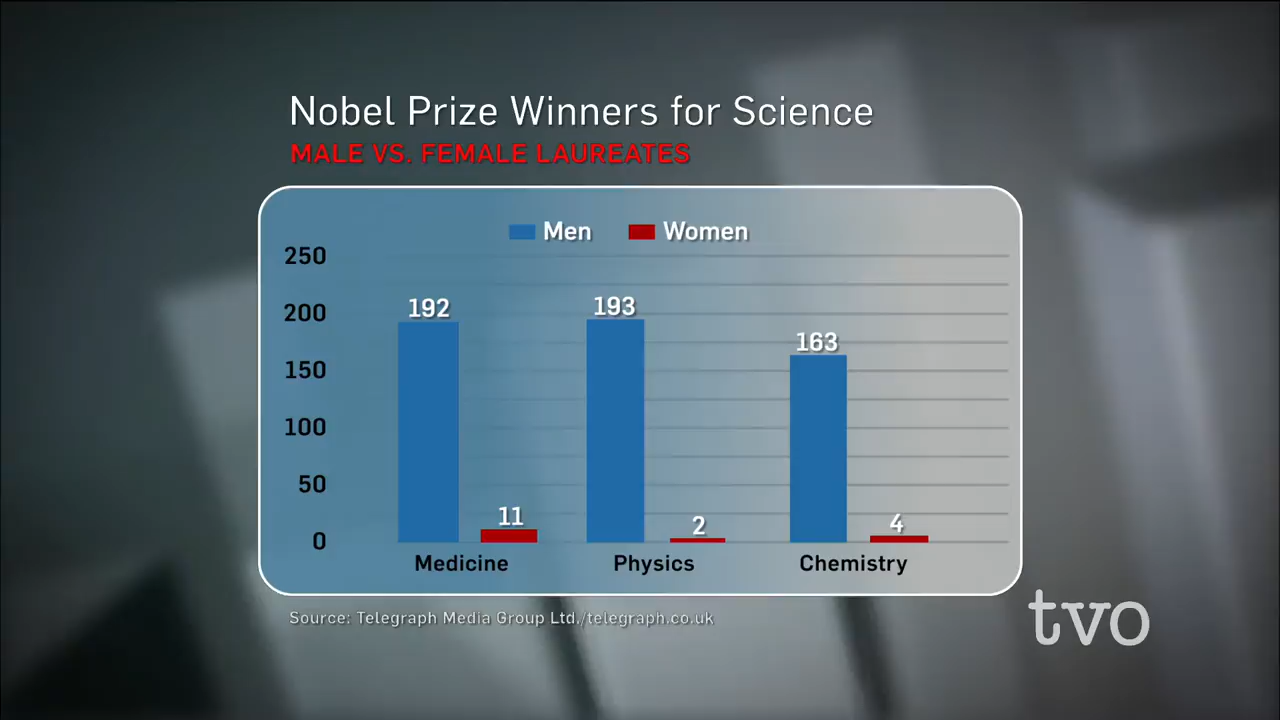 Nobel Prize Winners for Science
MALE VS. FEMALE LAUREATES
Men Women
250
200
150
100
50
0
192
11
193
2
163
4
Medicine Physics Chemistry
Source: Telegraph Media Group Ltd./telegraph.co.uk
tvo